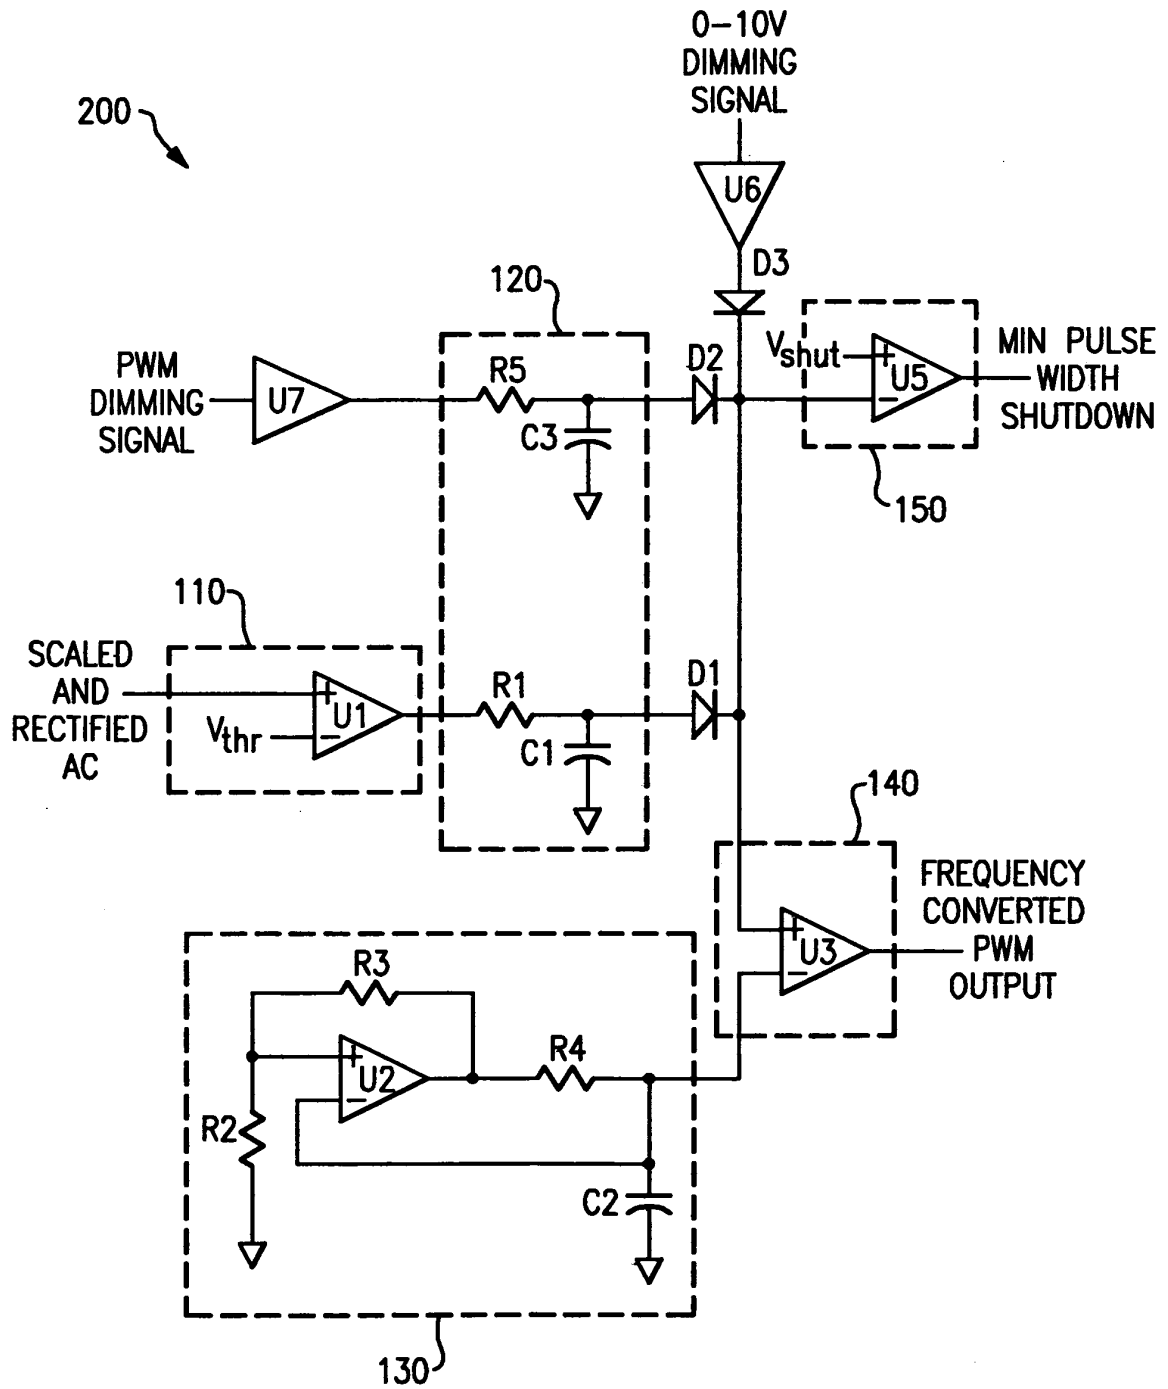 0-10V
DIMMING
SIGNAL
200
U6
D3
120
Vshut
+
U5
-
MIN PULSE
WIDTH
SHUTDOWN
PWM
DIMMING
SIGNAL
U7
R5
D2
C3
150
110
SCALED
AND
RECTIFIED
AC
+
U1
Vthr
-
R1
D1
C1
140
FREQUENCY
CONVERTED
PWM
OUTPUT
+
U3
-
R3
+
U2
-
R4
R2
C2
130